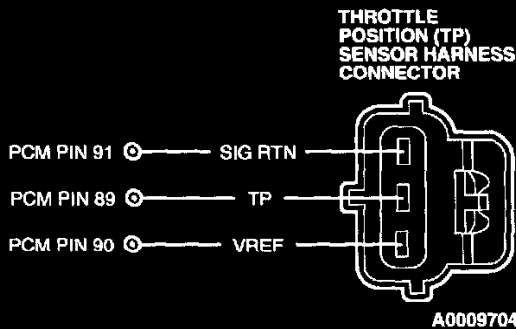 THROTTLE
POSITION (TP)
SENSOR HARNESS
CONNECTOR
PCM PIN 91 SIG RTN
PCM PIN 89 TP
PCM PIN 90 VREF
A0009704